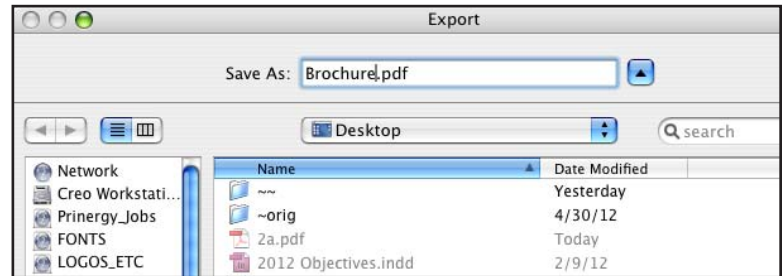 Export
Save As: Brochure.pdf
Desktop
search
Name Date Modified
Network
Creo Workstati...
Prinergy_Jobs
FONTS
LOGOS_ETC
~~ Yesterday
~orig 4/30/12
2a.pdf Today
2012 Objectives.indd 2/9/12